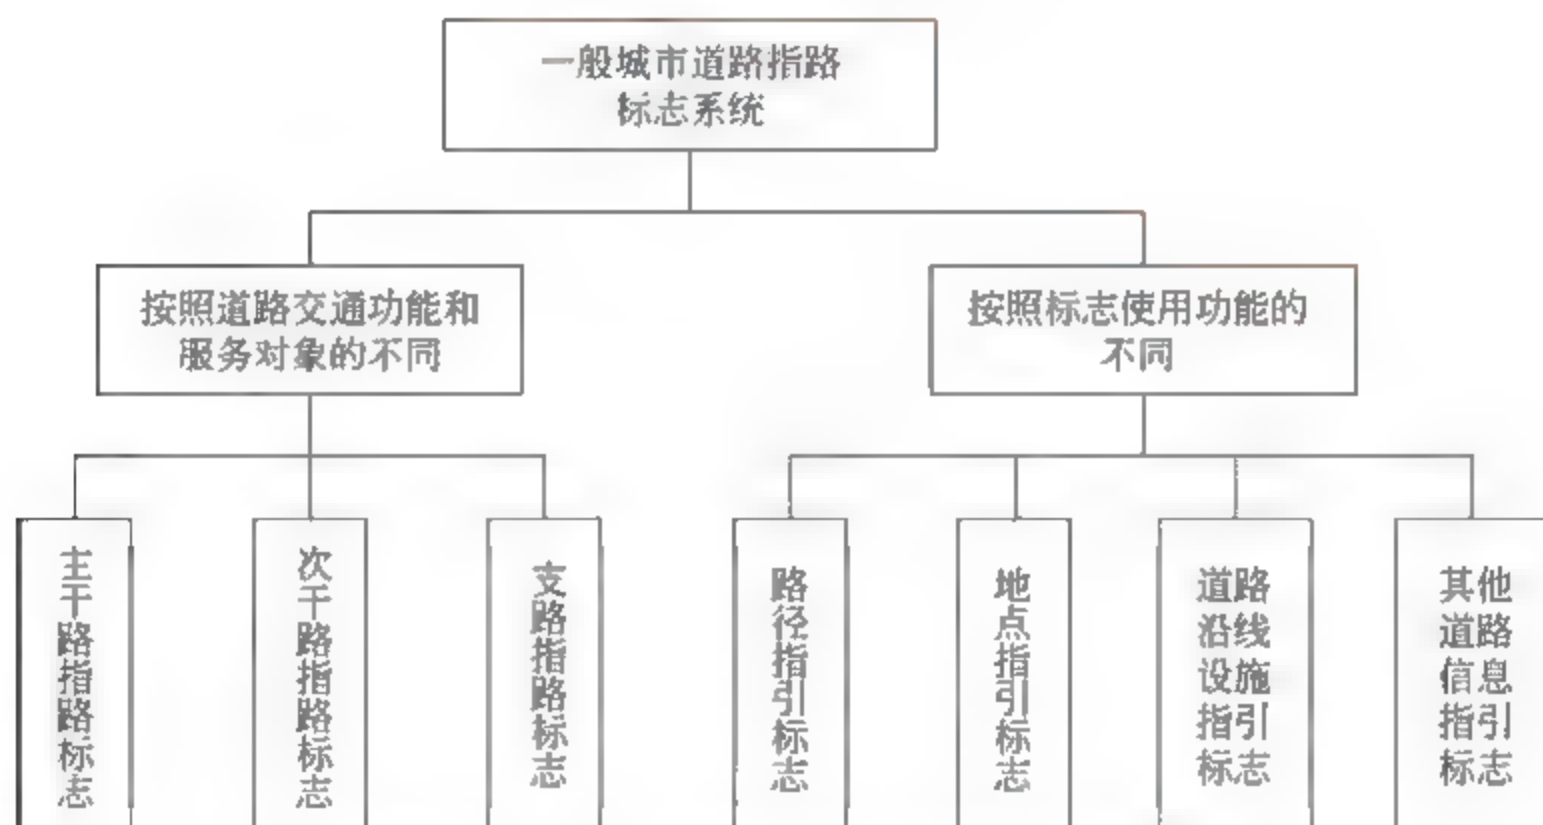 一般城市道路指路
标志系统
按照道路交通功能和
服务对象的不同
按照标志使用功能的
不同
主干路指路标志
次干路指路标志
支路指路标志
路径指引标志
地点指引标志
道路
沿线
设施
指引
标志
其他
道路
信息
指引
标志